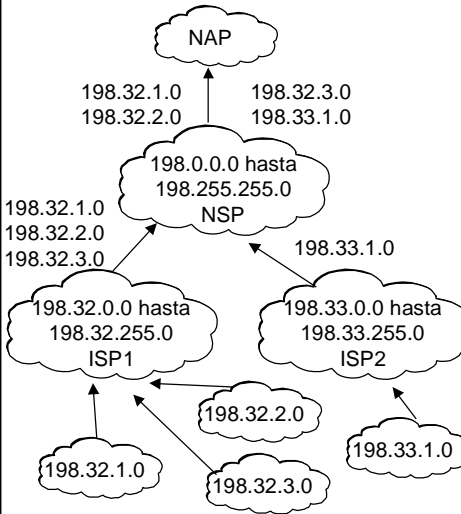 NAP
198.32.1.0 198.32.3.0
198.32.2.0 198.33.1.0
198.0.0.0 hasta
198.255.255.0
NSP
198.32.1.0
198.32.2.0
198.32.3.0
198.33.1.0
198.32.0.0 hasta
198.32.255.0
ISP1
198.33.0.0 hasta
198.33.255.0
ISP2
198.32.2.0
198.32.1.0
198.32.3.0
198.33.1.0